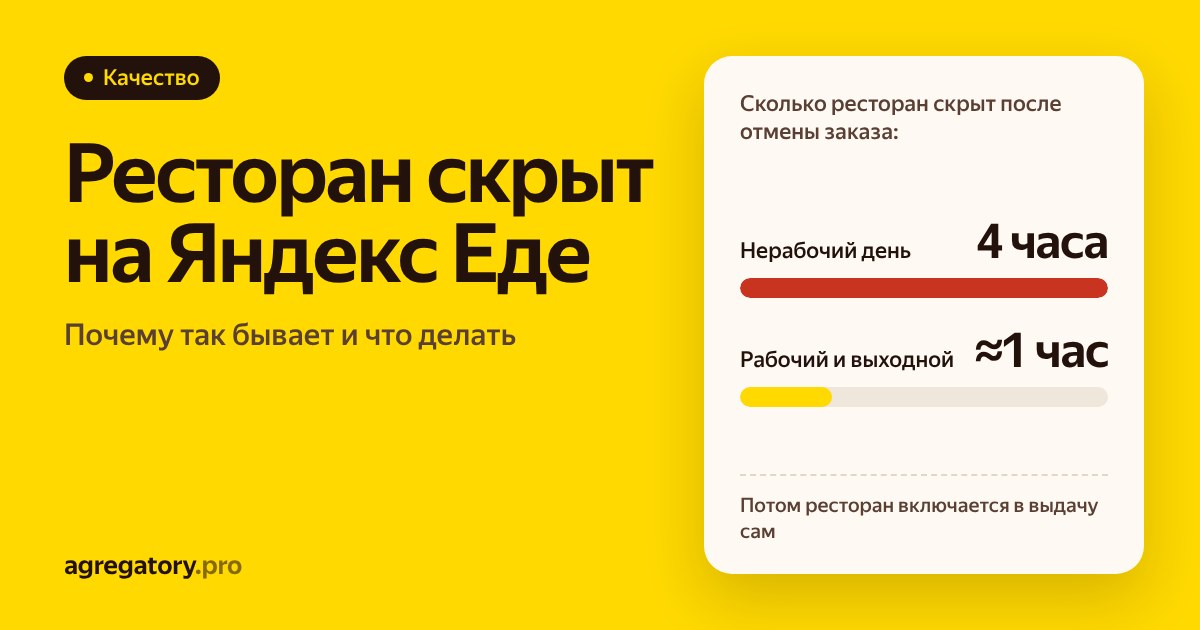 Качество
Ресторан скрыт
на Яндекс Еде
Почему так бывает и что делать
agregatory.pro
Сколько ресторан скрыт после
отмены заказа:
Нерабочий день 4 часа
Рабочий и выходной ≈1 час
Потом ресторан включается в выдачу
сам